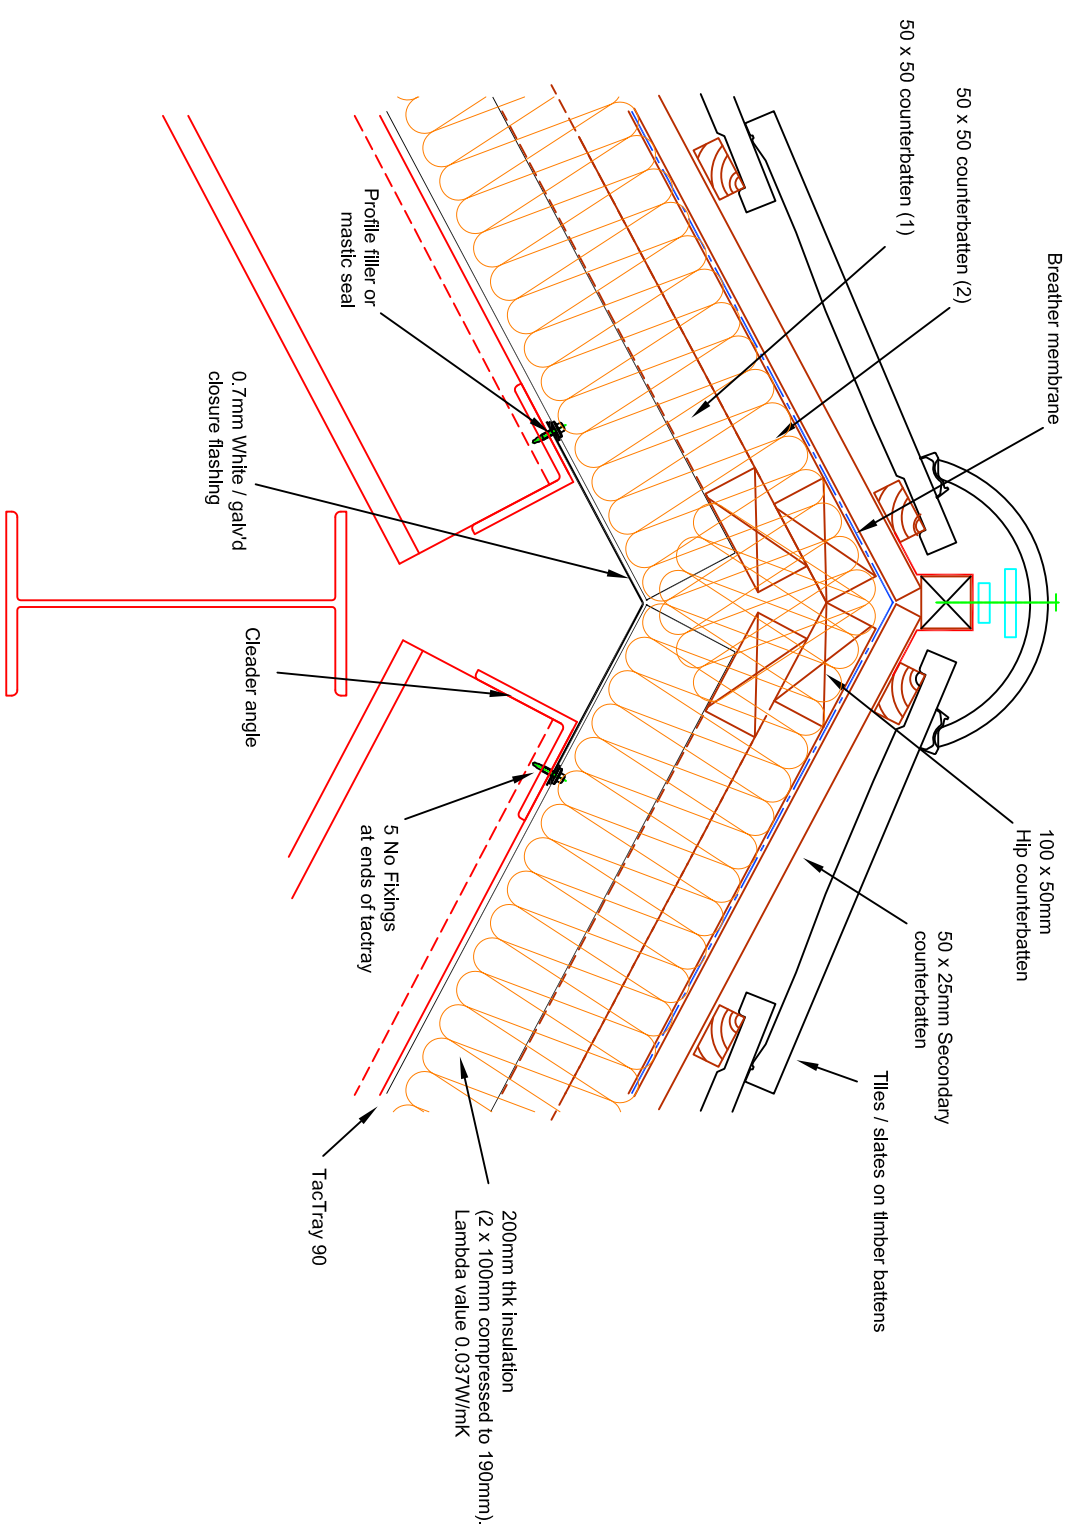 50 x 50 counterbatten (1)
50 x 50 counterbatten (2)
Breather membrane
Profile filler or
mastic seal
0.7mm White / galv'd
closure flashing
Cleader angle
5 No Fixings
at ends of tactray
100 x 50mm
Hip counterbatten
50 x 25mm Secondary
counterbatten
Tiles / slates on timber battens
TacTray 90
200mm thk insulation
(2 x 100mm compressed to 190mm).
Lambda value 0.037W/mK